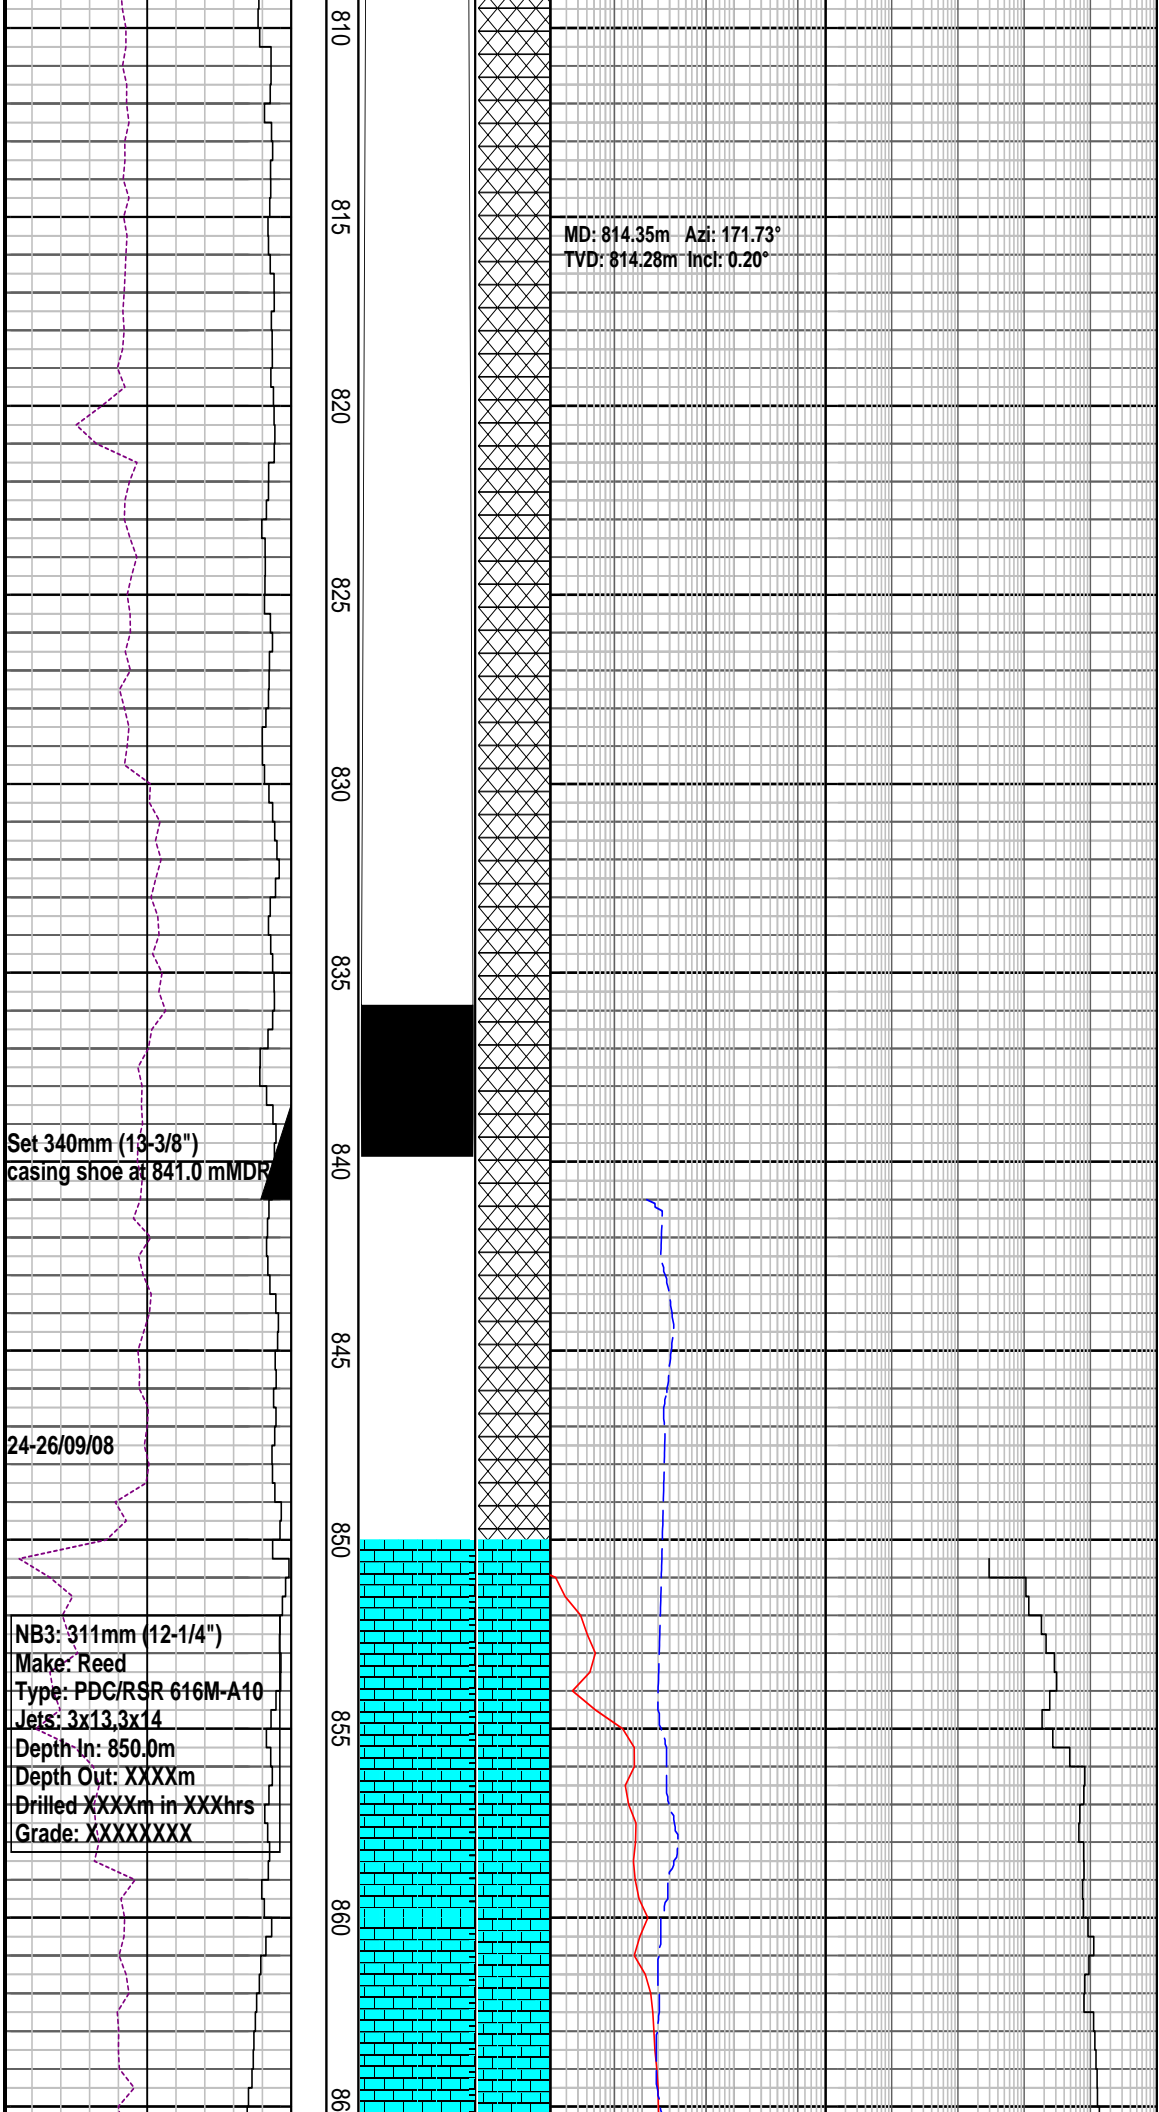 810
815
MD: 814.35m Azi: 171.73°
TVD: 814.28m Incl: 0.20°
820
825
830
835
Set 340mm (13-3/8")
casing shoe at 841.0 mMDR
840
845
24-26/09/08
850
NB3: 311mm (12-1/4")
Make: Reed
Type: PDC/RSR 616M-A10
Jets: 3x13,3x14
Depth In: 850.0m
Depth Out: XXXXm
Drilled XXXXm in XXXhrs
Grade: XXXXXXXX
855
860
86